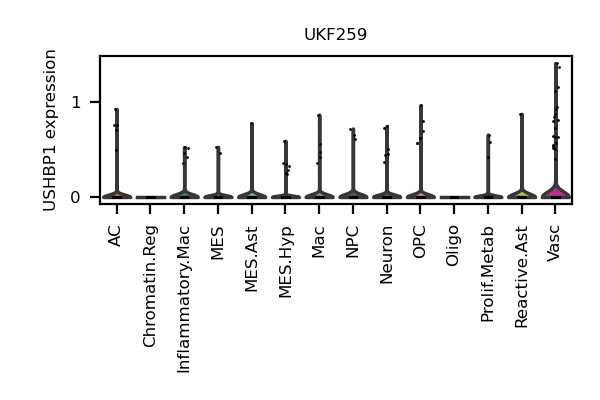 UKF259
USHBP1 expression
1
0
AC
Chromatin.Reg
Inflammatory.Mac
MES
MES.Ast
MES.Hyp
Mac
NPC
Neuron
OPC
Oligo
Prolif.Metab
Reactive.Ast
Vasc